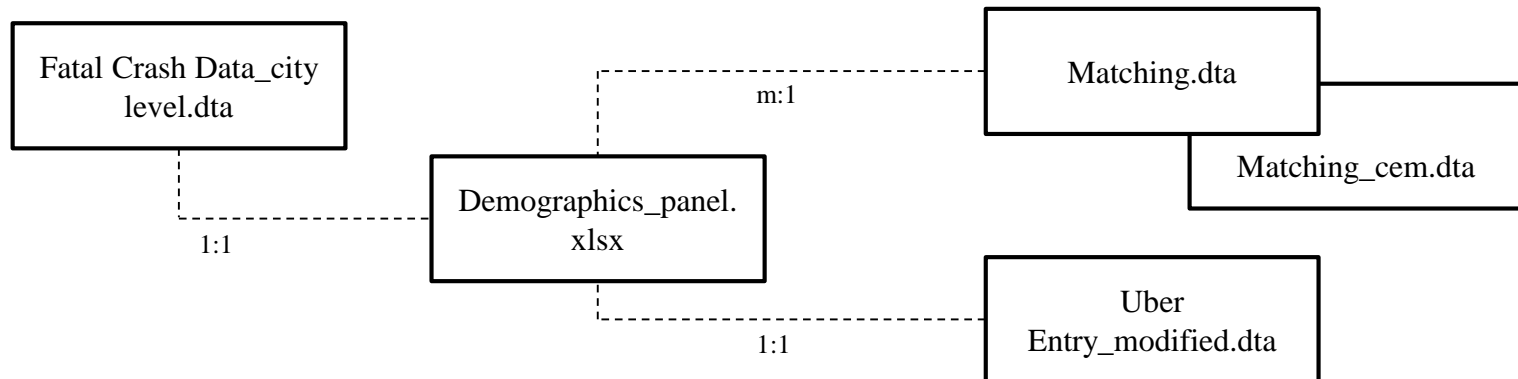 Fatal Crash Data_city
level.dta
1:1
Demographics_panel.
xlsx
m:1
Matching.dta
Matching_cem.dta
1:1
Uber
Entry_modified.dta